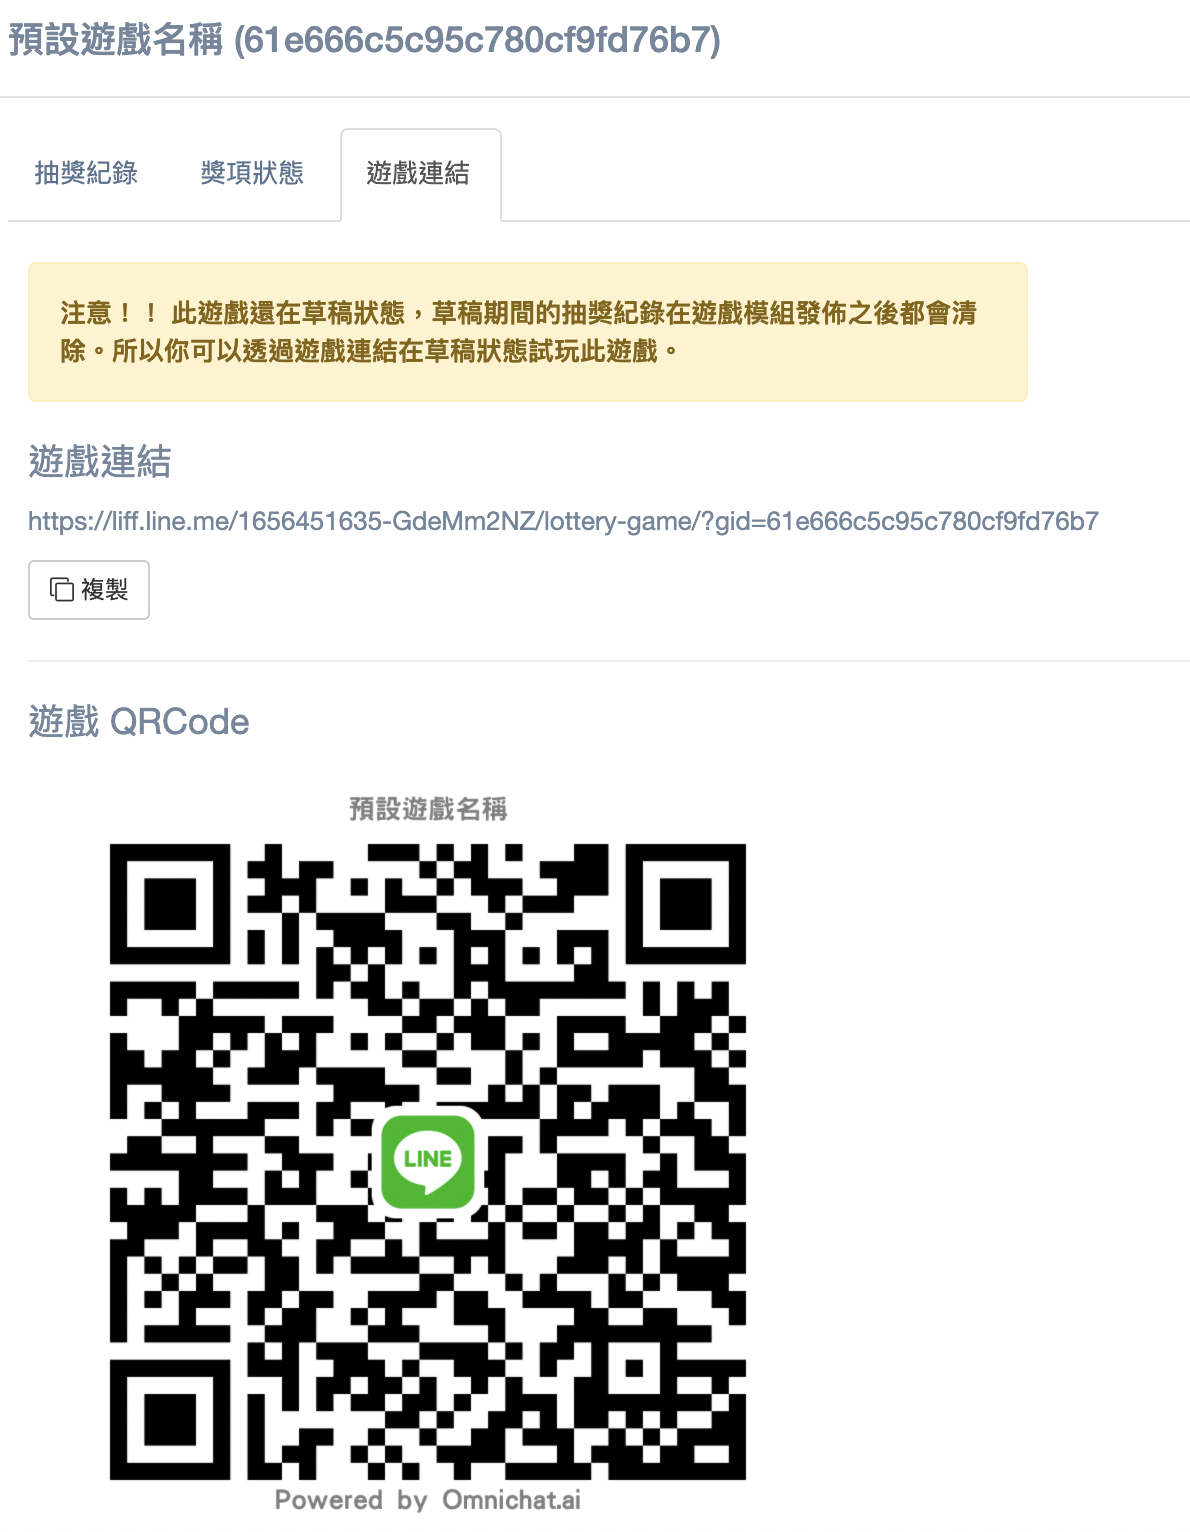 預設遊戲名稱 (61e666c5c95c780cf9fd76b7)
抽獎紀錄
獎項狀態
遊戲連結
注意！！ 此遊戲還在草稿狀態，草稿期間的抽獎紀錄在遊戲模組發佈之後都會清
除。所以你可以透過遊戲連結在草稿狀態試玩此遊戲。
遊戲連結
https://liff.line.me/1656451635-GdeMm2NZ/lottery-game/?gid=61e666c5c95c780cf9fd76b7
複製
遊戲 QRCode
預設遊戲名稱
LINE
Powered by Omnichat.ai